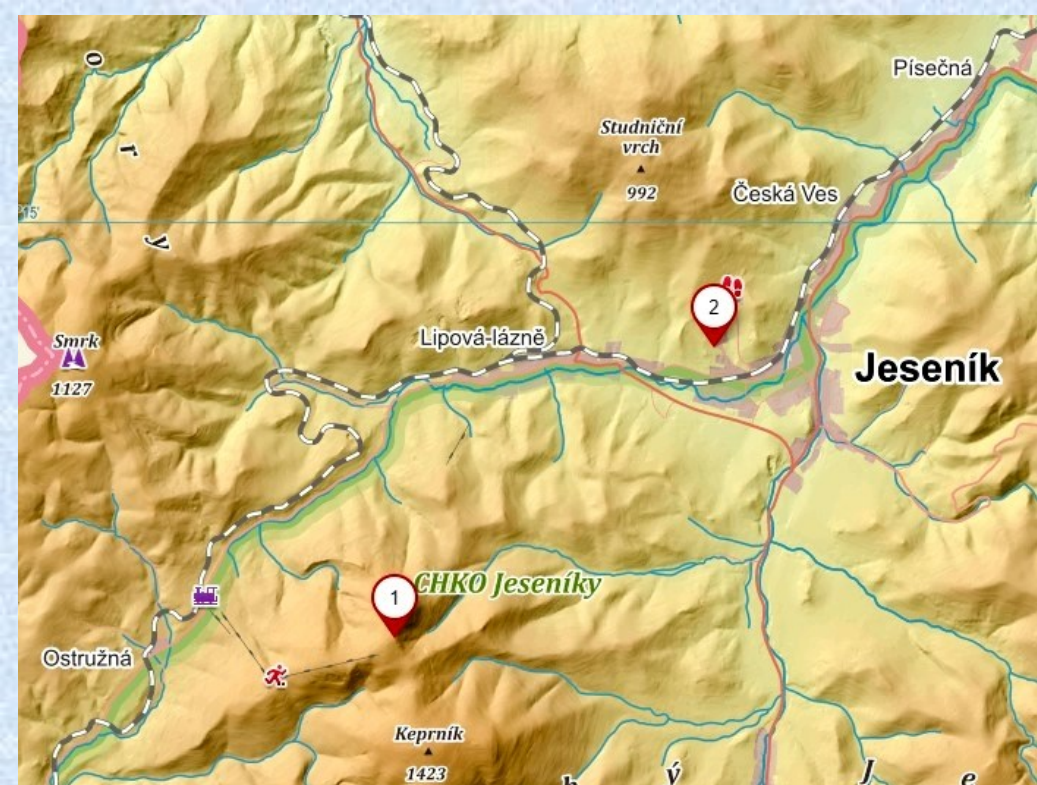 Písečná
o
Studniční
vrch
992
r
Česká Ves
15'
y
2
Lipová-lázně
Smrk
1127
Jeseník
CHKO Jeseníky
1
Ostružná
Keprník
1423
h
ý
J
e